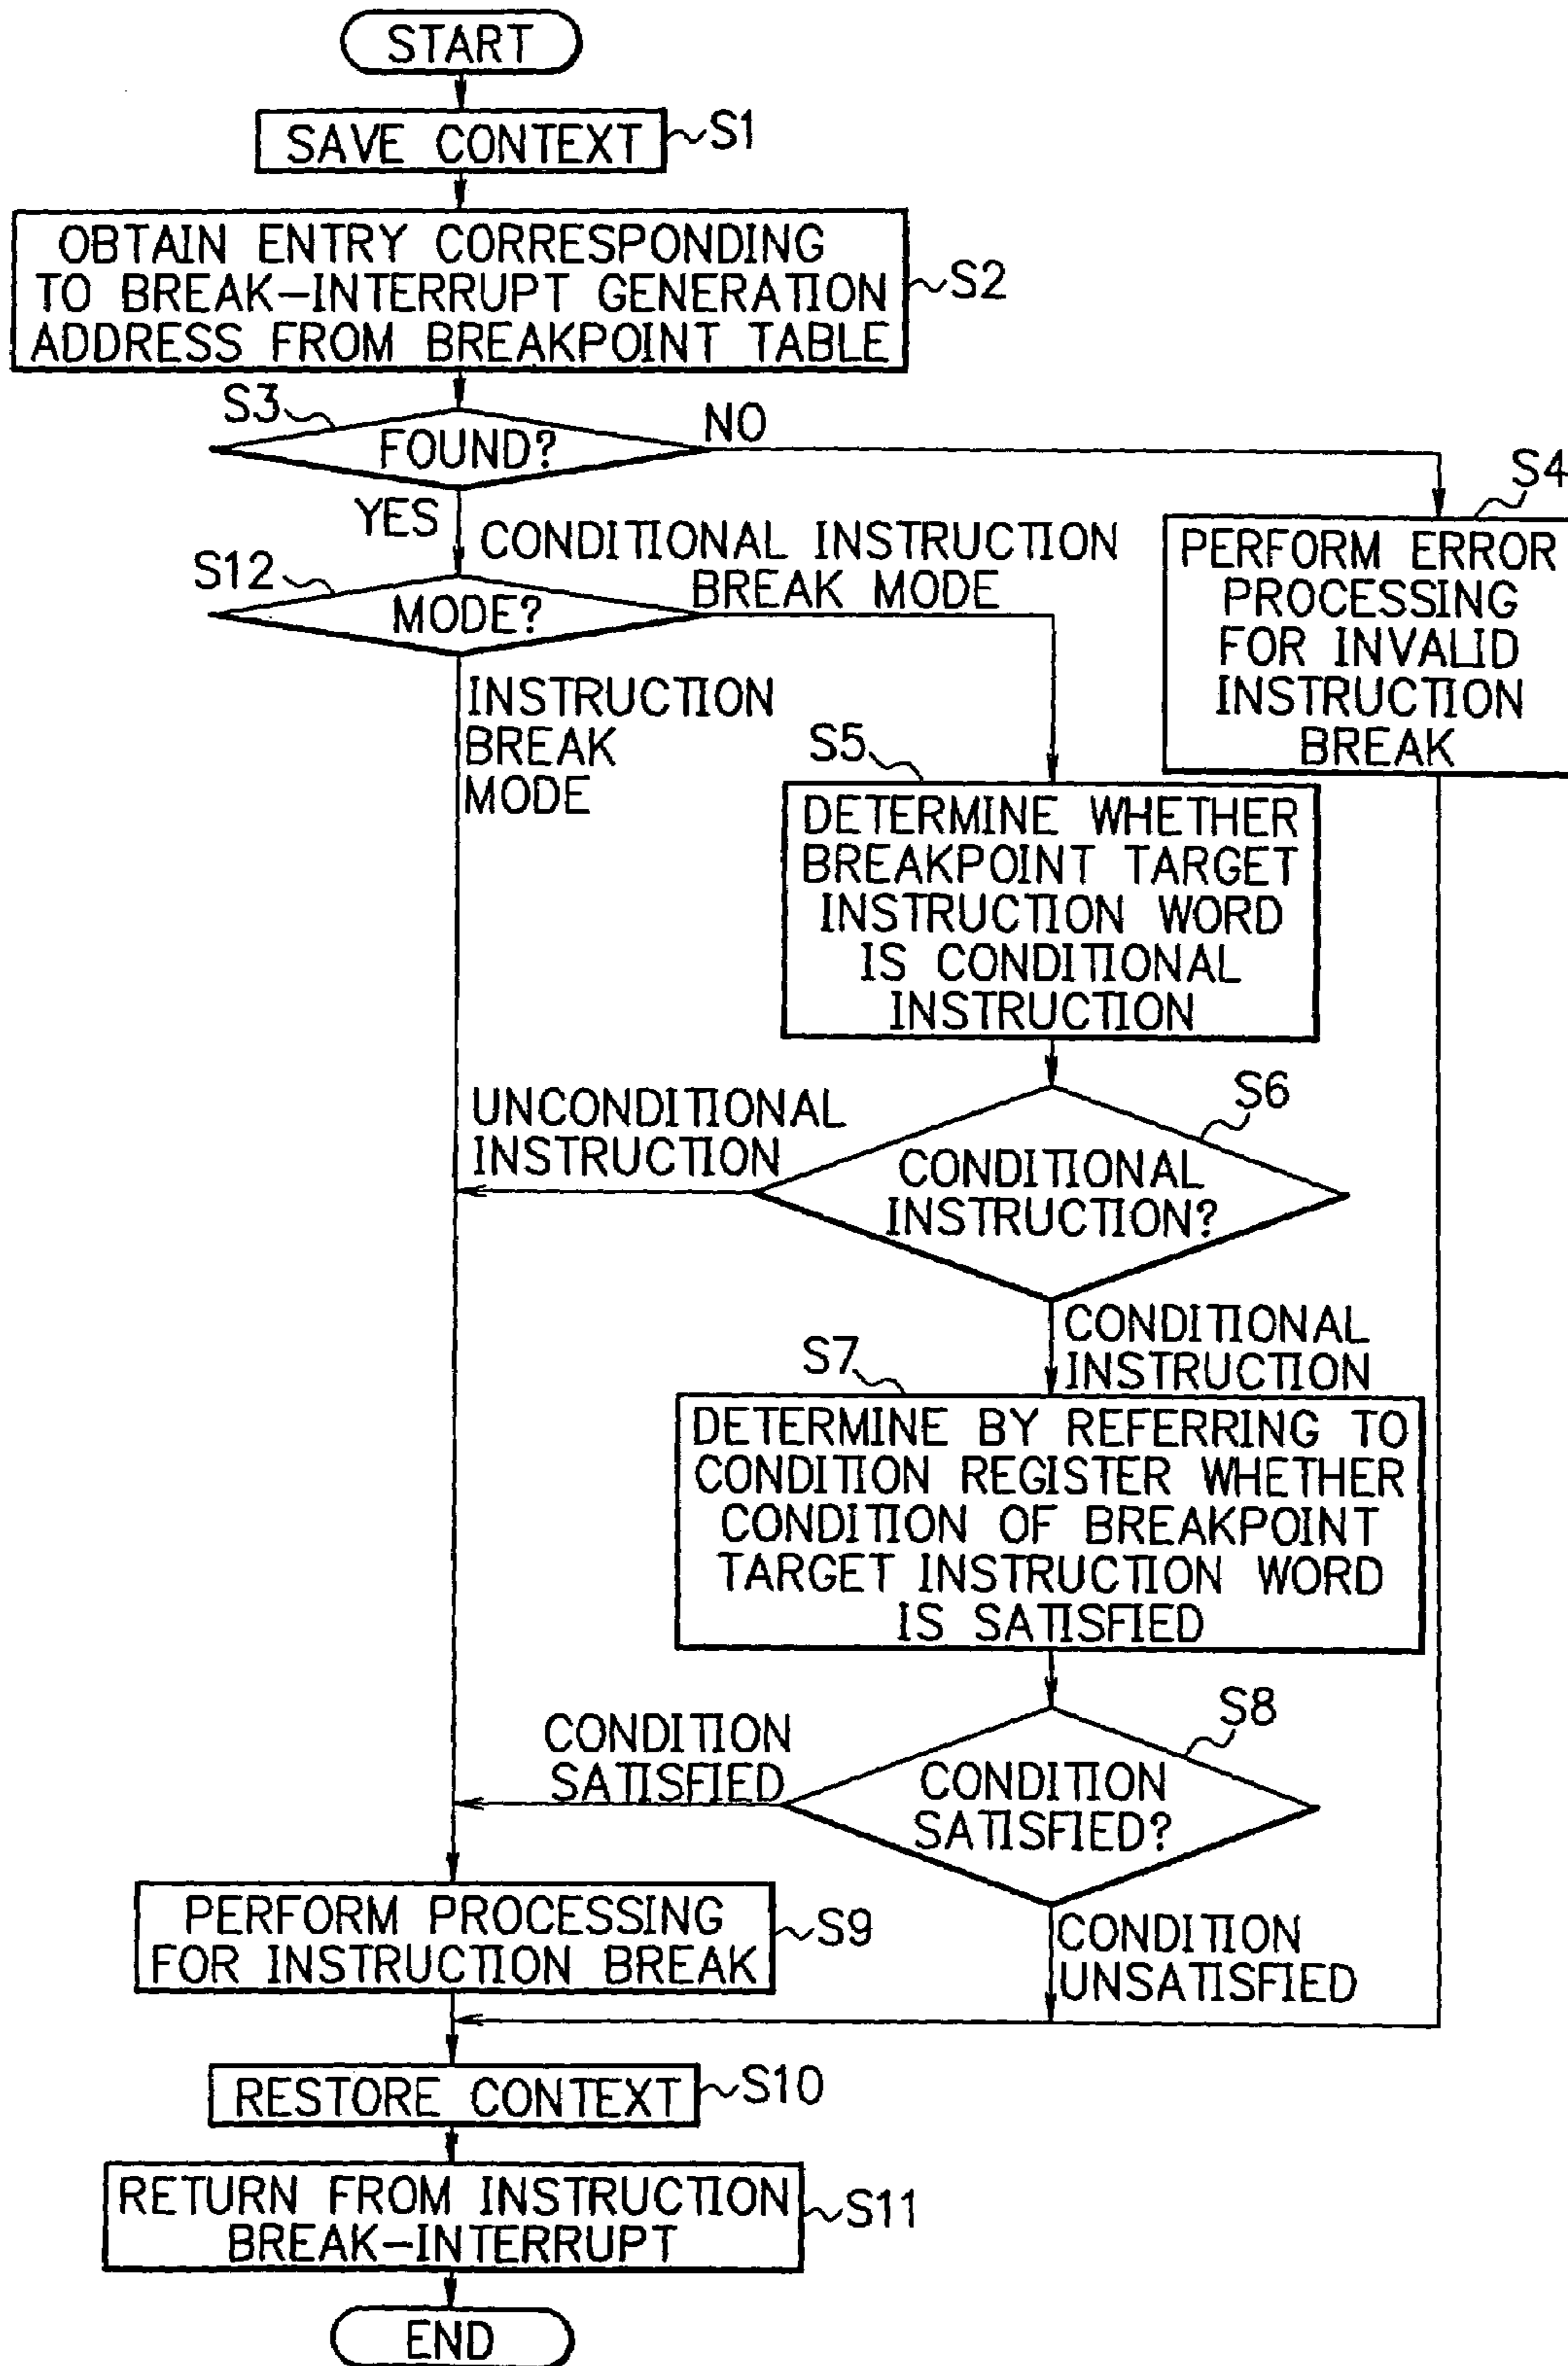 START
SAVE CONTEXT
S1
OBTAIN ENTRY CORRESPONDING
TO BREAK-INTERRUPT GENERATION
ADDRESS FROM BREAKPOINT TABLE
S2
S3
FOUND?
NO
YES
S4
PERFORM ERROR
PROCESSING
FOR INVALID
INSTRUCTION
BREAK
S12
MODE?
CONDITIONAL INSTRUCTION
BREAK MODE
INSTRUCTION
BREAK
MODE
S5
DETERMINE WHETHER
BREAKPOINT TARGET
INSTRUCTION WORD
IS CONDITIONAL
INSTRUCTION
S6
UNCONDITIONAL
INSTRUCTION
CONDITIONAL
INSTRUCTION?
CONDITIONAL
INSTRUCTION
S7
DETERMINE BY REFERRING TO
CONDITION REGISTER WHETHER
CONDITION OF BREAKPOINT
TARGET INSTRUCTION WORD
IS SATISFIED
S8
CONDITION
SATISFIED
CONDITION
SATISFIED?
CONDITION
UNSATISFIED
PERFORM PROCESSING
FOR INSTRUCTION BREAK
S9
RESTORE CONTEXT
S10
RETURN FROM INSTRUCTION
BREAK-INTERRUPT
S11
END